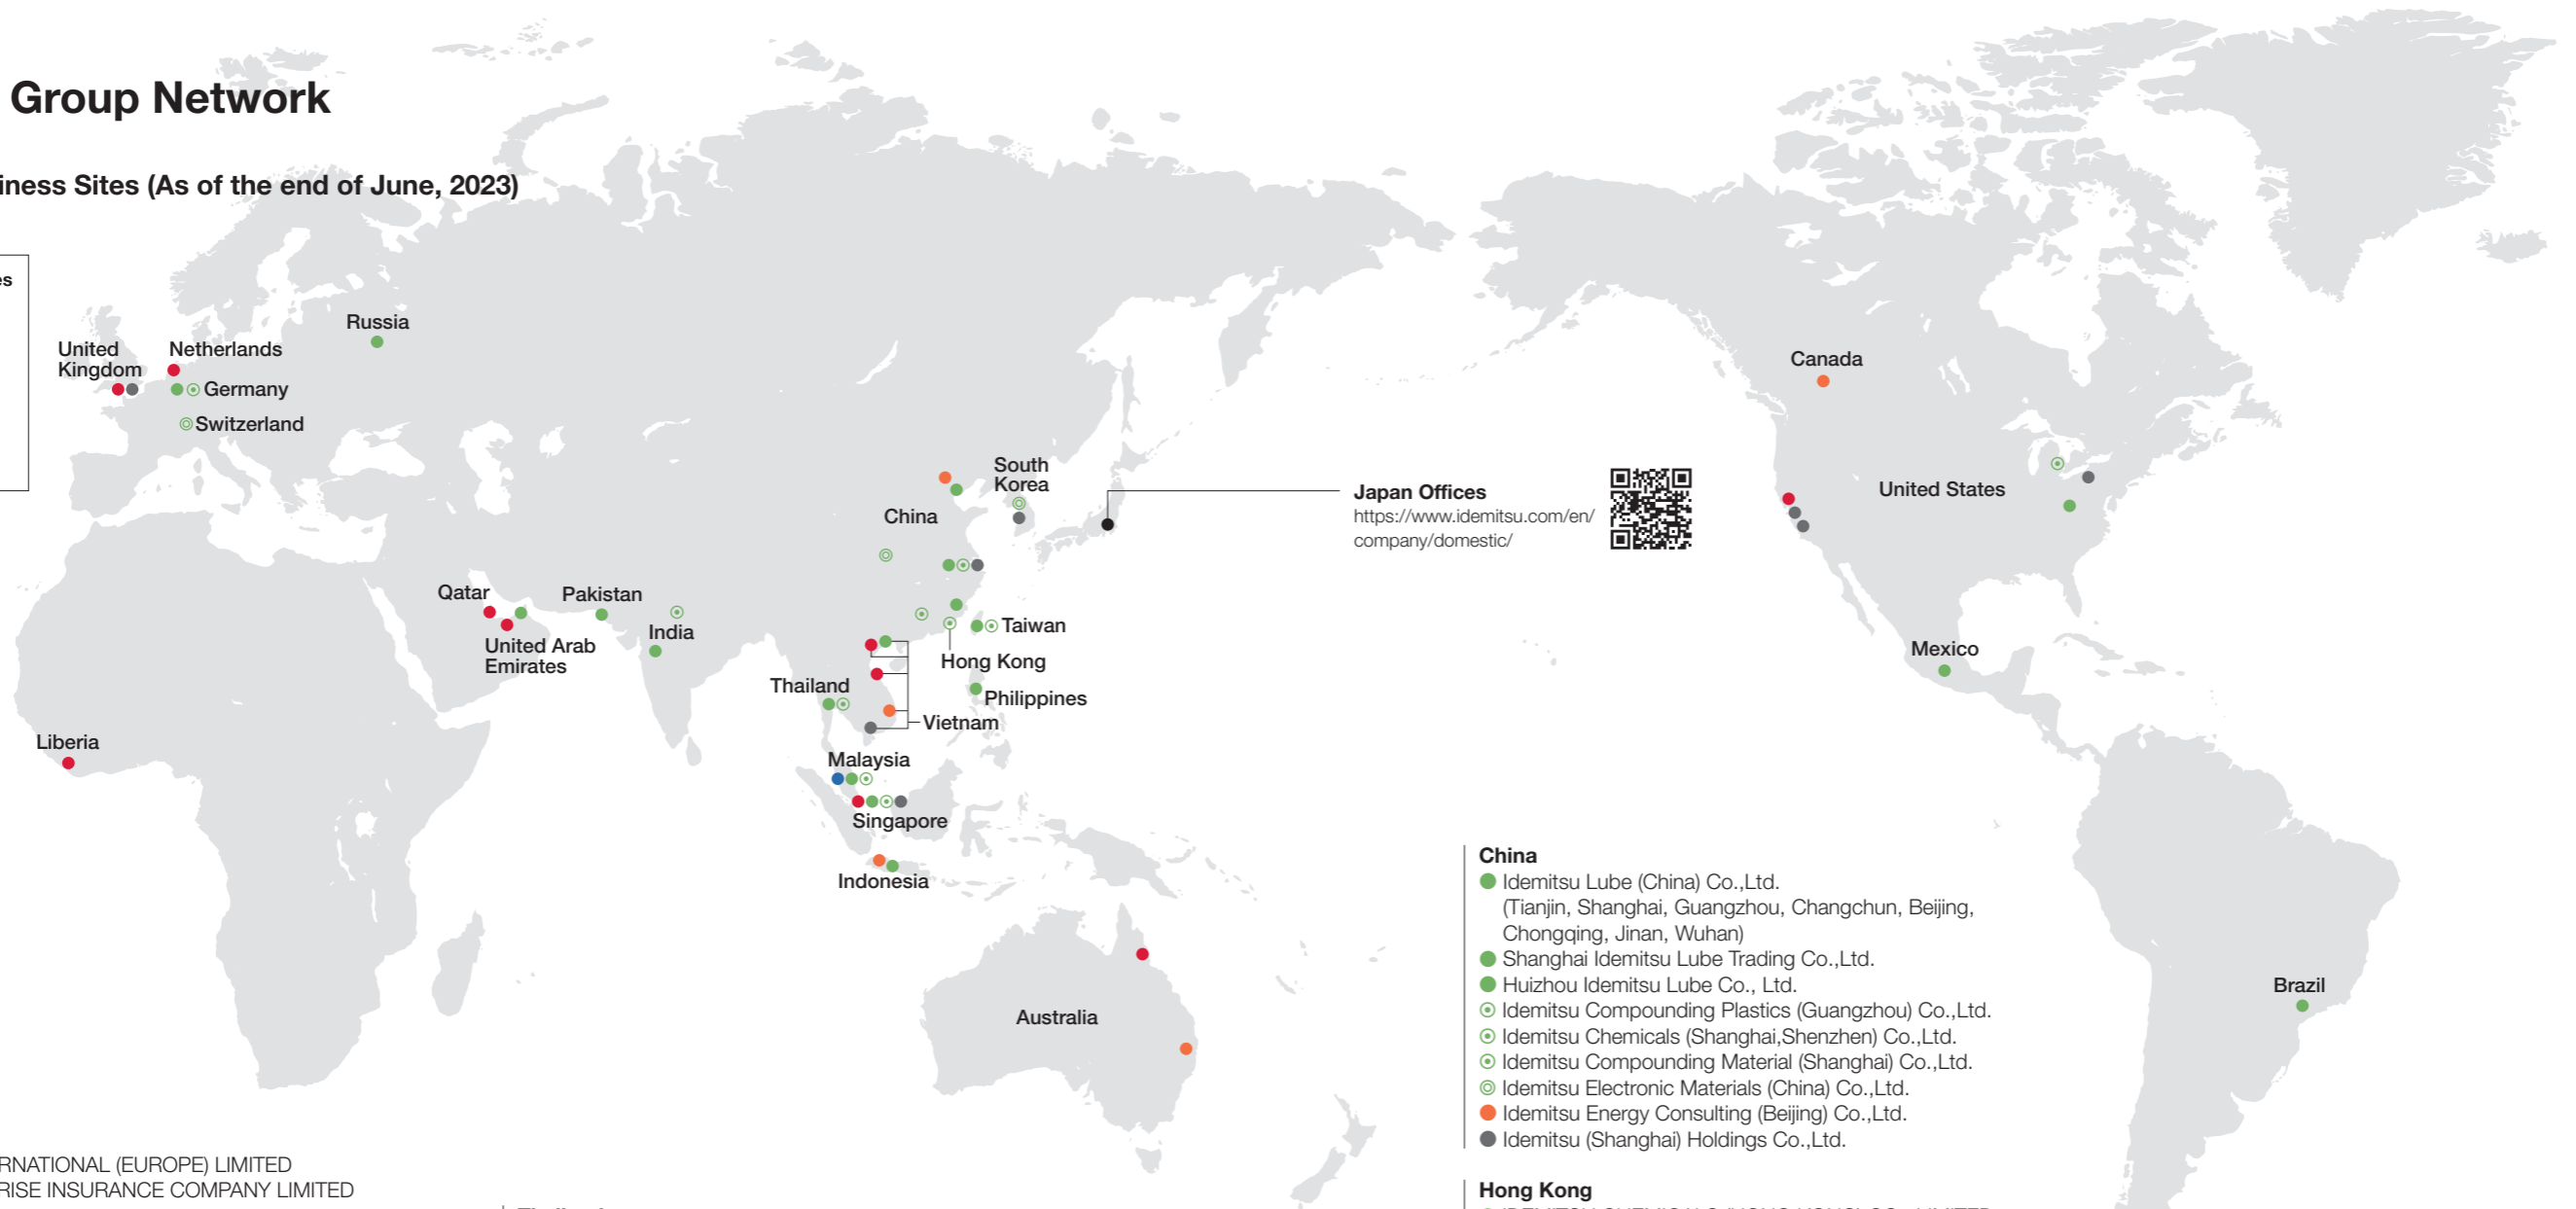 Group Network
iness Sites (As of the end of June, 2023)
es
Russia
United
Kingdom
Netherlands
Germany
Switzerland
Canada
South
Korea
China
United States
Japan Offices
https://www.idemitsu.com/en/
company/domestic/
Qatar
Pakistan
India
United Arab
Emirates
Taiwan
Hong Kong
Mexico
Thailand
Philippines
Vietnam
Liberia
Malaysia
Singapore
Indonesia
Australia
Brazil
China
Idemitsu Lube (China) Co.,Ltd.
(Tianjin, Shanghai, Guangzhou, Changchun, Beijing,
Chongqing, Jinan, Wuhan)
Shanghai Idemitsu Lube Trading Co.,Ltd.
Huizhou Idemitsu Lube Co., Ltd.
Idemitsu Compounding Plastics (Guangzhou) Co.,Ltd.
Idemitsu Chemicals (Shanghai,Shenzhen) Co.,Ltd.
Idemitsu Compounding Material (Shanghai) Co.,Ltd.
Idemitsu Electronic Materials (China) Co.,Ltd.
Idemitsu Energy Consulting (Beijing) Co.,Ltd.
Idemitsu (Shanghai) Holdings Co.,Ltd.
Hong Kong
RNATIONAL (EUROPE) LIMITED
RISE INSURANCE COMPANY LIMITED